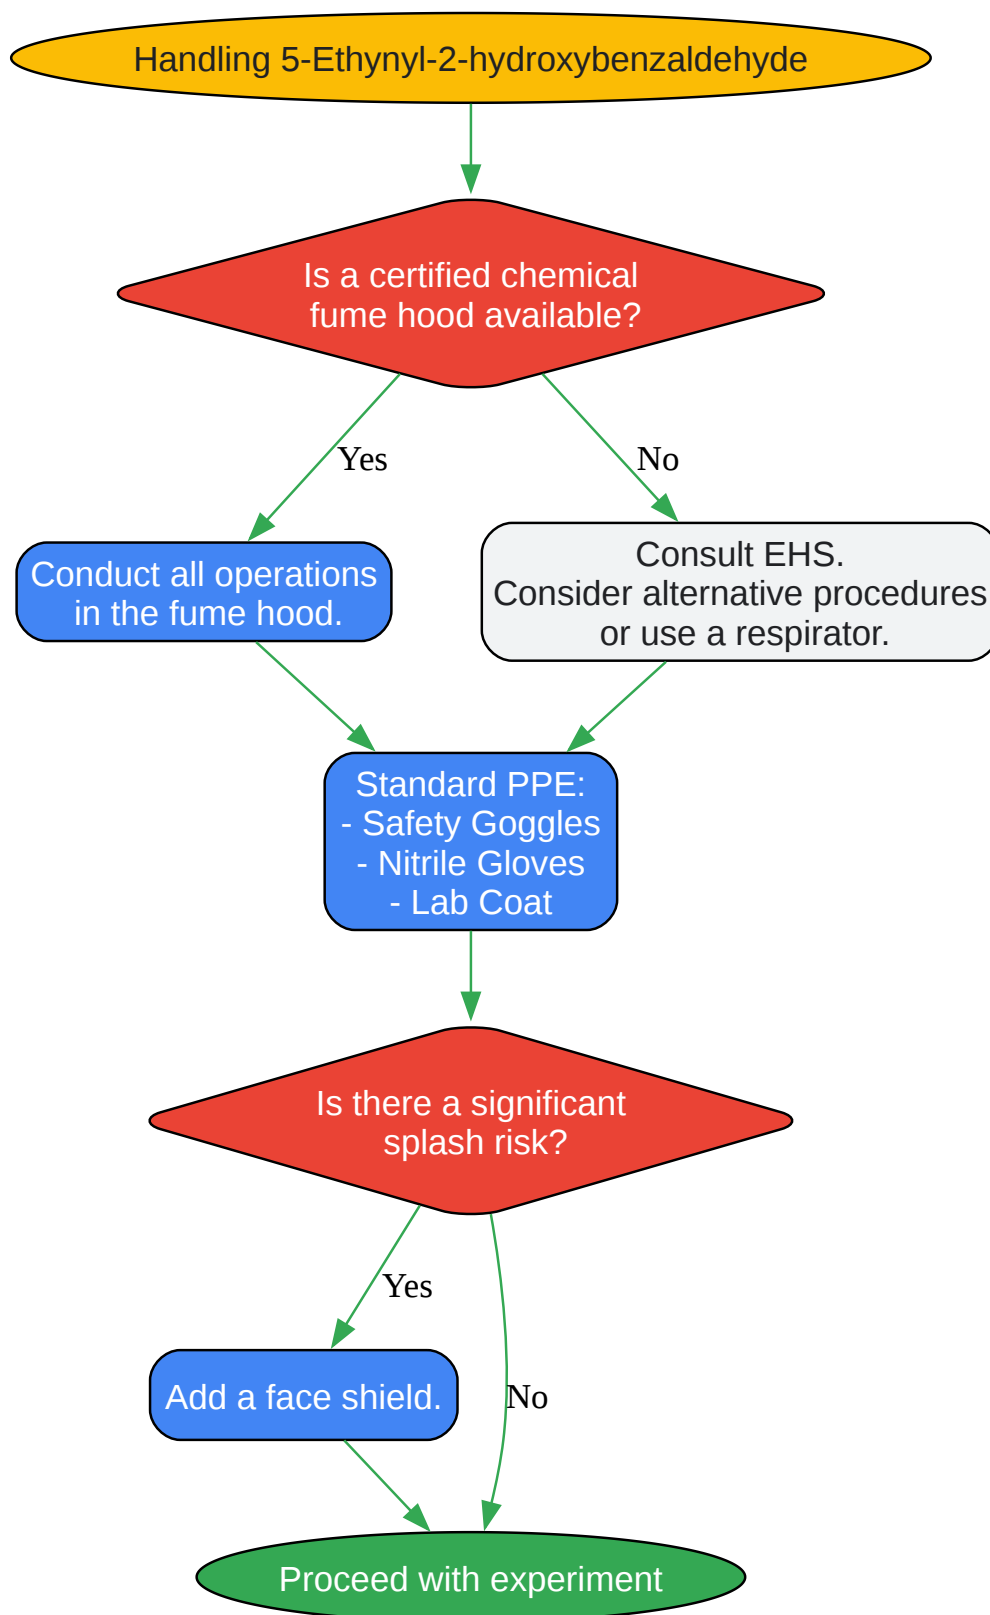 Handling 5-Ethynyl-2-hydroxybenzaldehyde
Is a certified chemical
fume hood available?
Yes
No
Conduct all operations
in the fume hood.
Consult EHS.
Consider alternative procedures
or use a respirator.
Standard PPE:
- Safety Goggles
- Nitrile Gloves
- Lab Coat
Is there a significant
splash risk?
Yes
Add a face shield.
No
Proceed with experiment